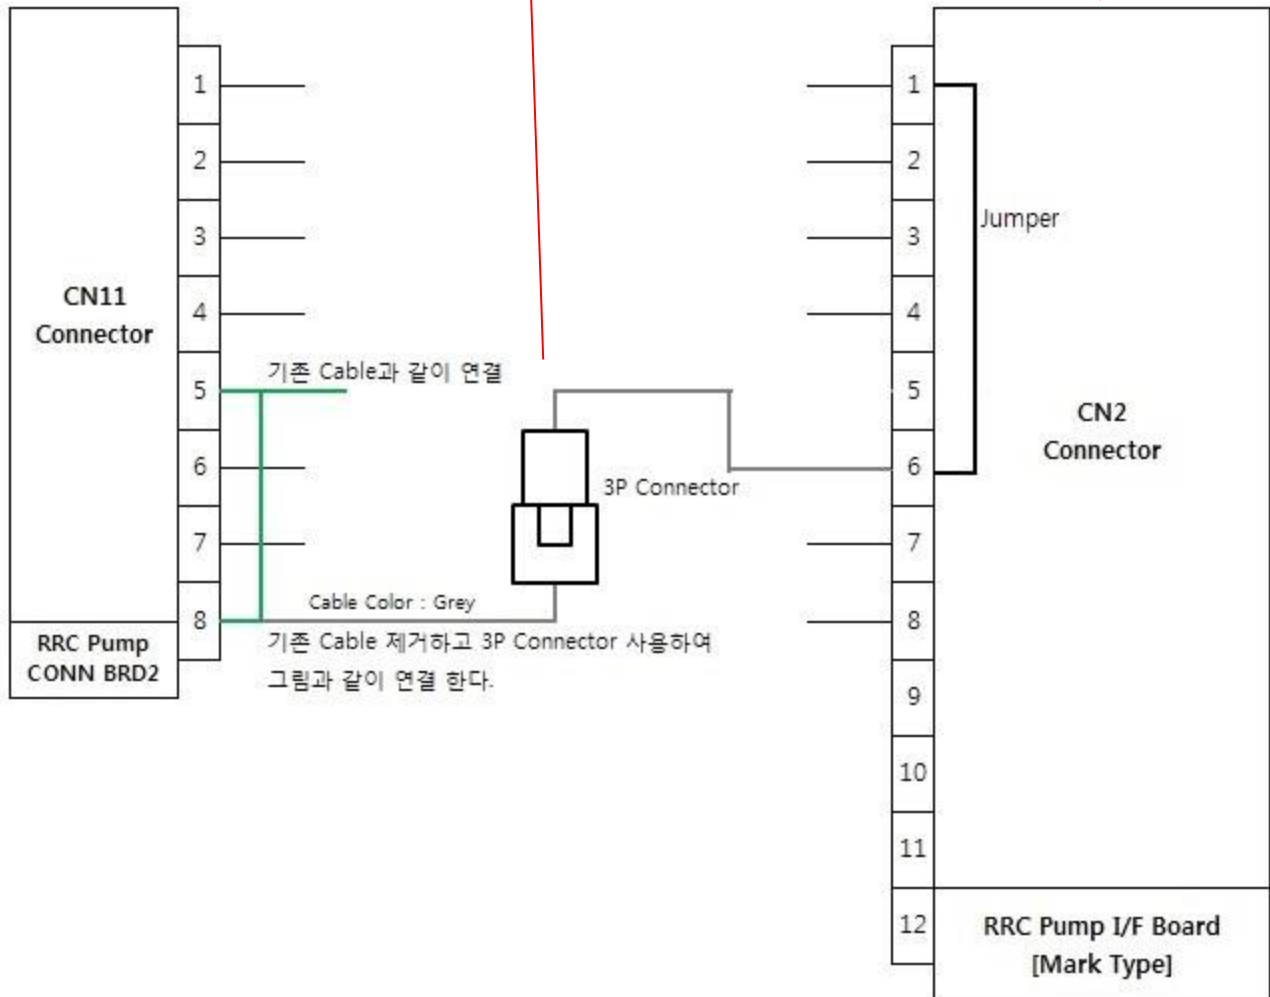 1
2
3
4
5
6
7
8
CN11
Connector
RRC Pump
CONN BRD2
기존 Cable과 같이 연결
3P Connector
Cable Color : Grey
기존 Cable 제거하고 3P Connector 사용하여
그림과 같이 연결 한다.
1
2
3
4
5
6
7
8
9
10
11
12
Jumper
CN2
Connector
RRC Pump I/F Board
[Mark Type]